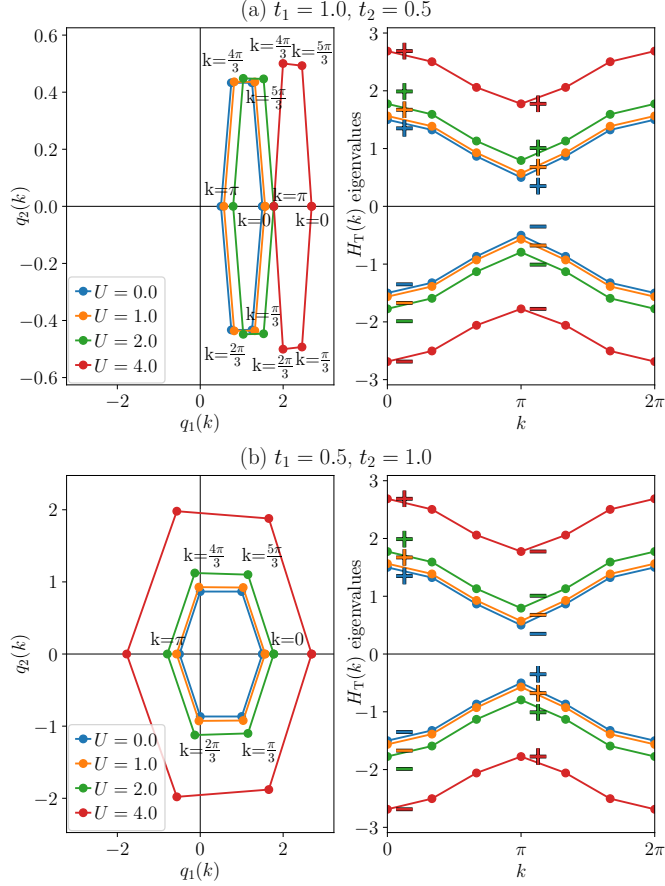 (a) t₁ = 1.0, t₂ = 0.5
0.6
0.4
0.2
0.0
−0.2
−0.4
−0.6
q₂(k)
k=4π/3
k=5π/3
k=4π/3
k=5π/3
k=π
k=0
k=π
k=0
k=π/3
k=2π/3
k=2π/3
k=π/3
U = 0.0
U = 1.0
U = 2.0
U = 4.0
−2
0
2
q₁(k)
3
2
1
0
−1
−2
−3
H_T(k) eigenvalues
0
π
2π
k
(b) t₁ = 0.5, t₂ = 1.0
2
1
0
−1
−2
q₂(k)
k=4π/3
k=5π/3
k=π
k=0
k=2π/3
k=π/3
U = 0.0
U = 1.0
U = 2.0
U = 4.0
−2
0
2
q₁(k)
3
2
1
0
−1
−2
−3
H_T(k) eigenvalues
0
π
2π
k